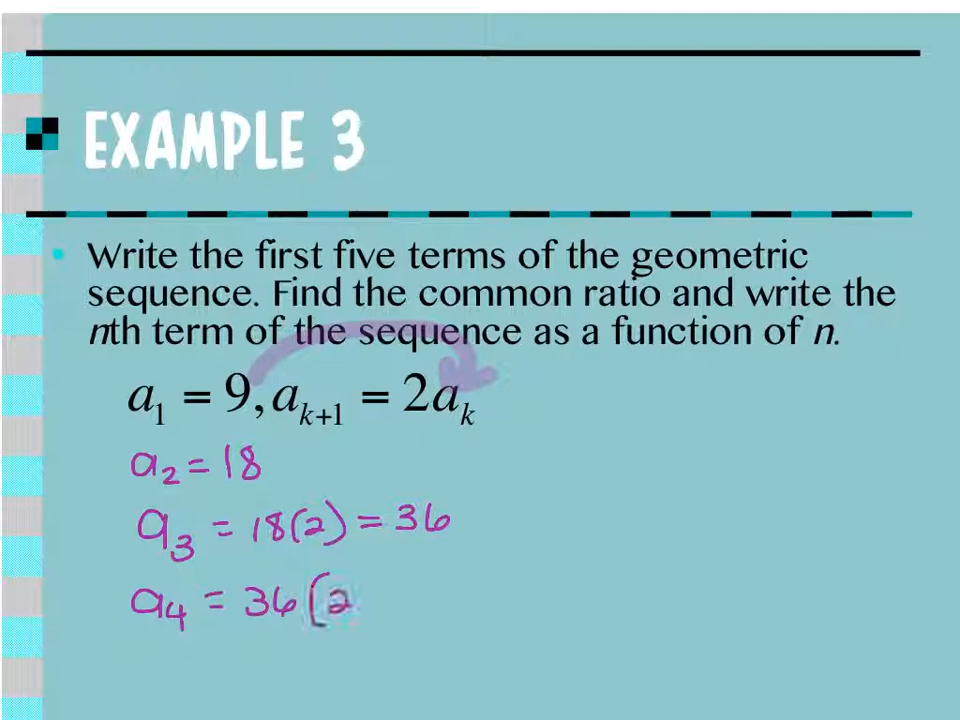 EXAMPLE 3
• Write the first five terms of the geometric
sequence. Find the common ratio and write the
nth term of the sequence as a function of n.
a₁ = 9, aₖ₊₁ = 2aₖ
a₂ = 18
a₃ = 18(2) = 36
a₄ = 36(2